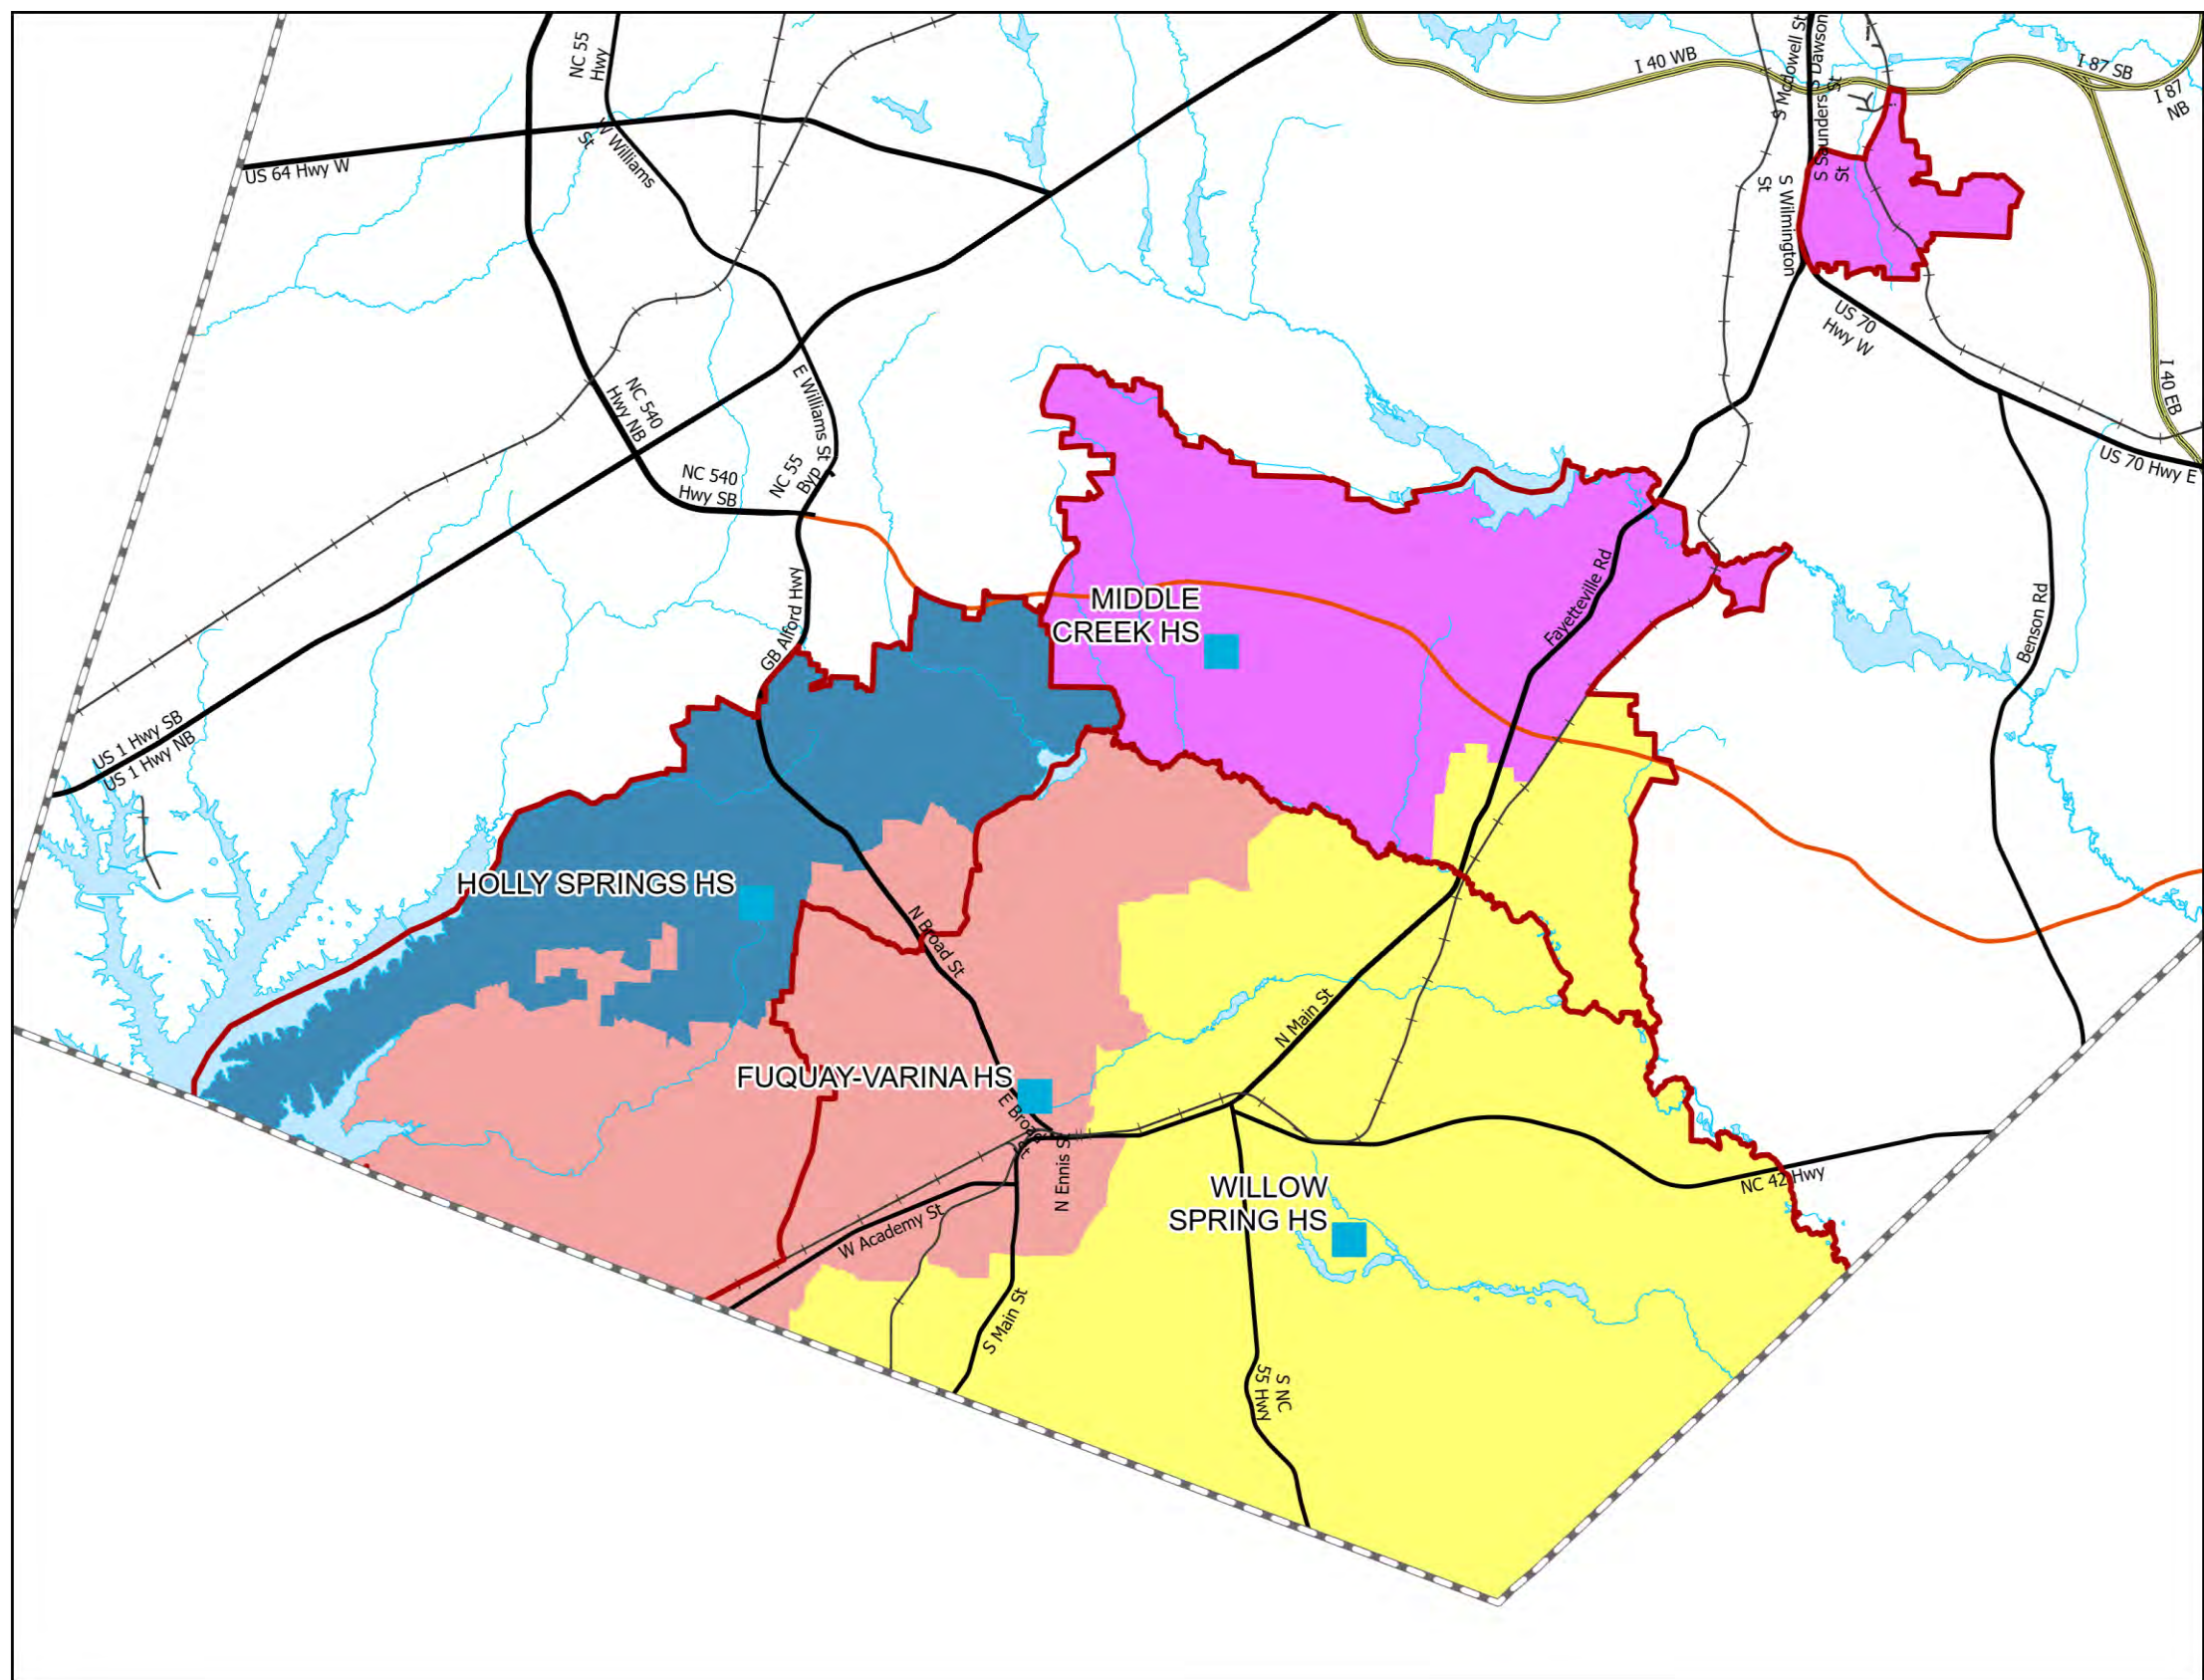 NC 55
Hwy
I 40 WB
S Mcdowell St
S Saunders S Dawson
St
St
I 87 SB
I 87
NB
US 64 Hwy W
W Williams
St
S Wilmington
St
US 70
Hwy W
I 40 EB
US 70 Hwy E
E Williams St
NC 540
Hwy NB
NC 540
Hwy SB
NC 55
Byp
GB Alford Hwy
Fayetteville Rd
Benson Rd
MIDDLE
CREEK HS
US 1 Hwy SB
US 1 Hwy NB
HOLLY SPRINGS HS
N Broad St
N Main St
FUQUAY-VARINA HS
E Broad
St
N Ennis St
WILLOW
SPRING HS
NC 42 Hwy
W Academy St
S Main St
S NC
55 Hwy